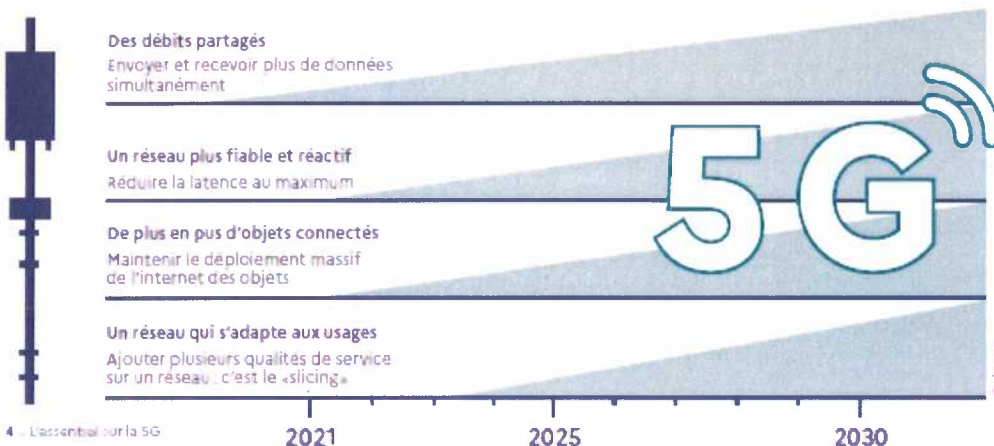 Des débits partagés
Envoyer et recevoir plus de données
simultanément
Un réseau plus fiable et réactif
Réduire la latence au maximum
De plus en pus d'objets connectés
Maintenir le déploiement massif
de l'internet des objets
Un réseau qui s'adapte aux usages
Ajouter plusieurs qualités de service
sur un réseau : c'est le «slicing»
5G
4 - L'essentiel sur la 5G
2021 2025 2030